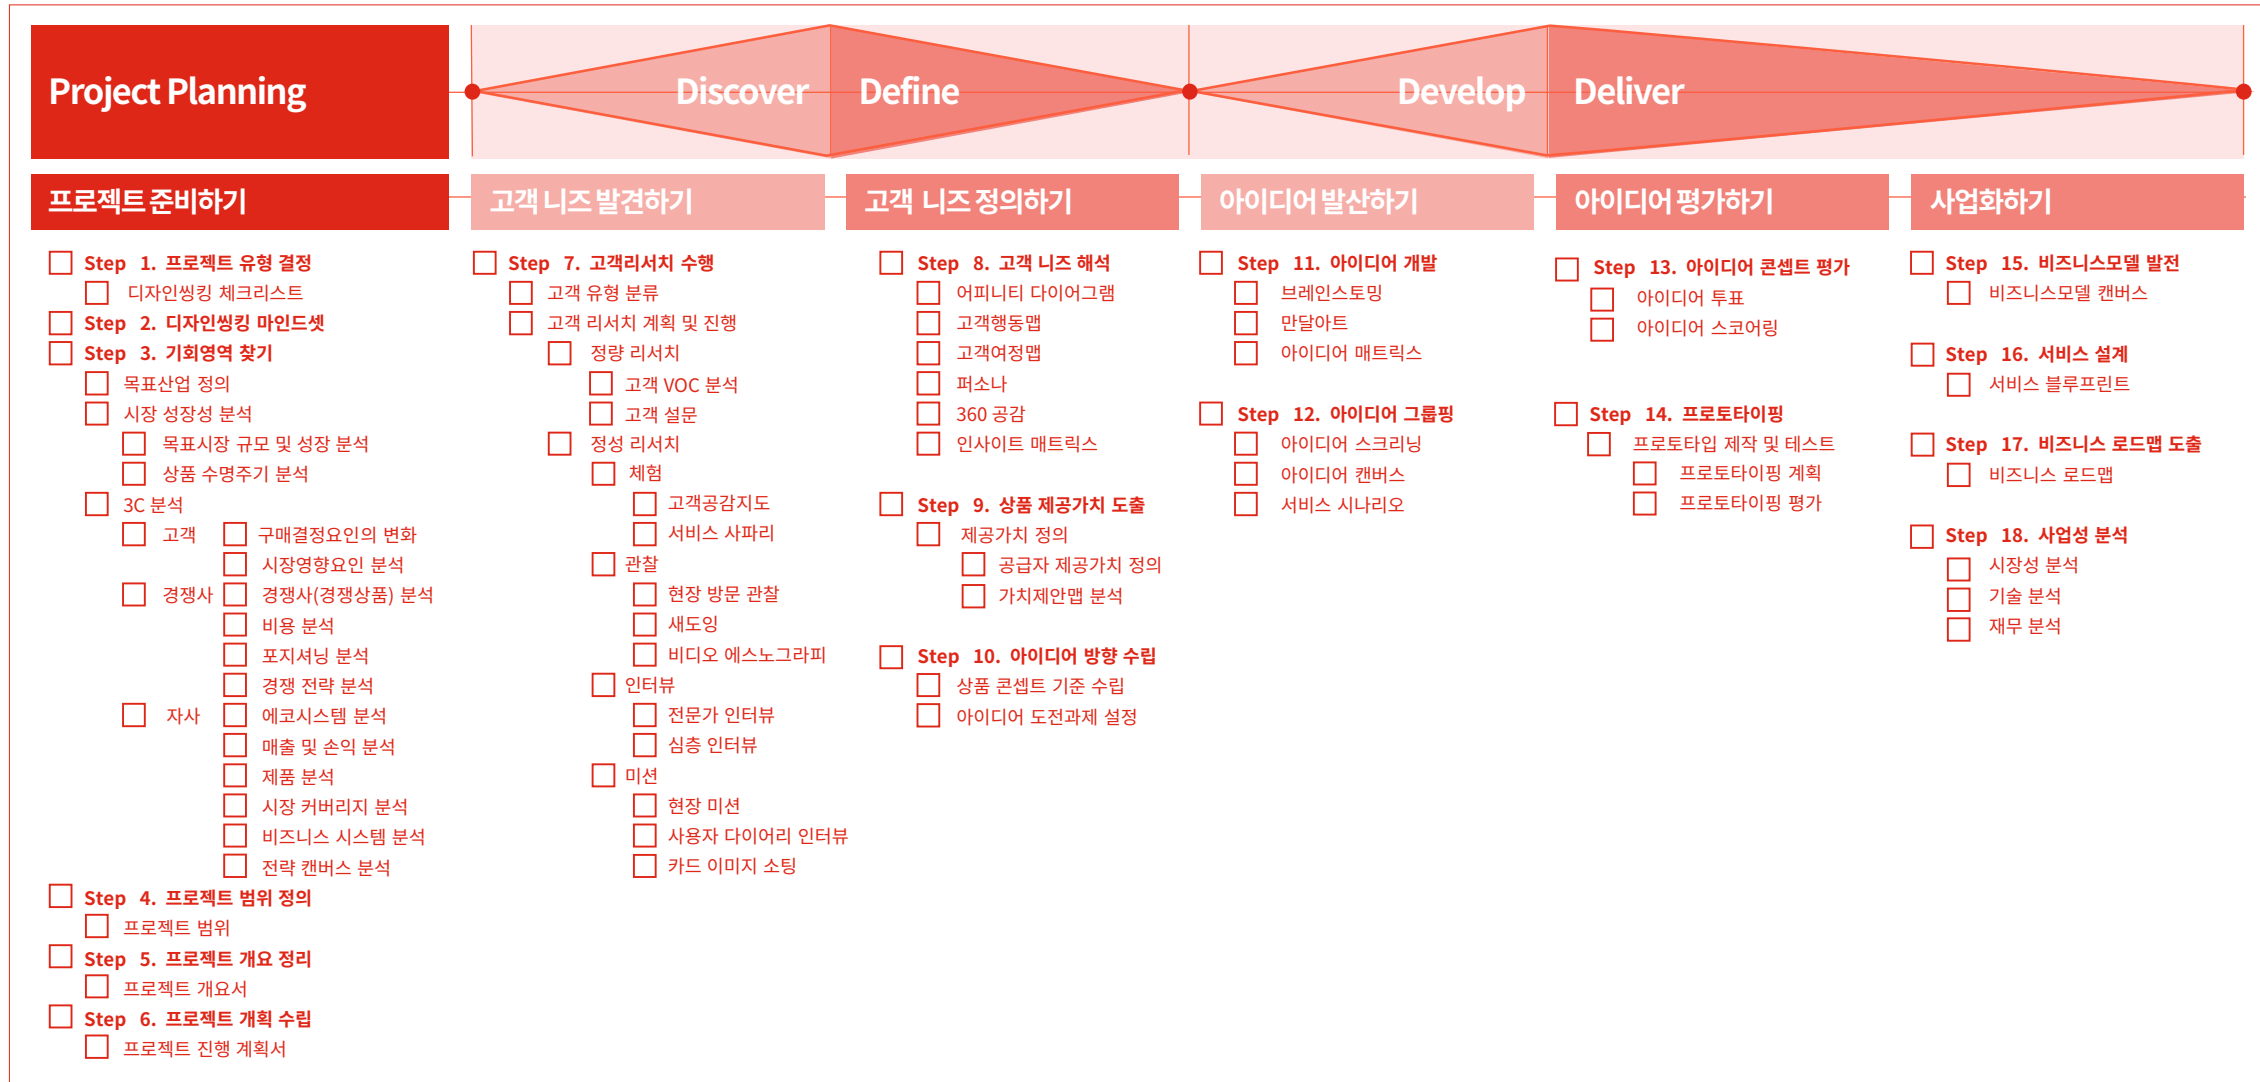 Project Planning
Discover
Define
Develop
Deliver
프로젝트 준비하기
고객 니즈 발견하기
고객 니즈 정의하기
아이디어 발산하기
아이디어 평가하기
사업화하기
Step 1. 프로젝트 유형 결정
디자인씽킹 체크리스트
Step 2. 디자인씽킹 마인드셋
Step 3. 기회영역 찾기
목표산업 정의
시장 성장성 분석
목표시장 규모 및 성장 분석
상품 수명주기 분석
3C 분석
고객 구매결정요인의 변화
시장영향요인 분석
경쟁사 경쟁사(경쟁상품) 분석
비용 분석
포지셔닝 분석
경쟁 전략 분석
자사 에코시스템 분석
매출 및 손익 분석
제품 분석
시장 커버리지 분석
비즈니스 시스템 분석
전략 캔버스 분석
Step 4. 프로젝트 범위 정의
프로젝트 범위
Step 5. 프로젝트 개요 정리
프로젝트 개요서
Step 6. 프로젝트 개획 수립
프로젝트 진행 계획서
Step 7. 고객리서치 수행
고객 유형 분류
고객 리서치 계획 및 진행
정량 리서치
고객 VOC 분석
고객 설문
정성 리서치
체험
고객공감지도
서비스 사파리
관찰
현장 방문 관찰
섀도잉
비디오 에스노그라피
인터뷰
전문가 인터뷰
심층 인터뷰
미션
현장 미션
사용자 다이어리 인터뷰
카드 이미지 소팅
Step 8. 고객 니즈 해석
어피니티 다이어그램
고객행동맵
고객여정맵
퍼소나
360 공감
인사이트 매트릭스
Step 9. 상품 제공가치 도출
제공가치 정의
공급자 제공가치 정의
가치제안맵 분석
Step 10. 아이디어 방향 수립
상품 콘셉트 기준 수립
아이디어 도전과제 설정
Step 11. 아이디어 개발
브레인스토밍
만달아트
아이디어 매트릭스
Step 12. 아이디어 그룹핑
아이디어 스크리닝
아이디어 캔버스
서비스 시나리오
Step 13. 아이디어 콘셉트 평가
아이디어 투표
아이디어 스코어링
Step 14. 프로토타이핑
프로토타입 제작 및 테스트
프로토타이핑 계획
프로토타이핑 평가
Step 15. 비즈니스모델 발전
비즈니스모델 캔버스
Step 16. 서비스 설계
서비스 블루프린트
Step 17. 비즈니스 로드맵 도출
비즈니스 로드맵
Step 18. 사업성 분석
시장성 분석
기술 분석
재무 분석